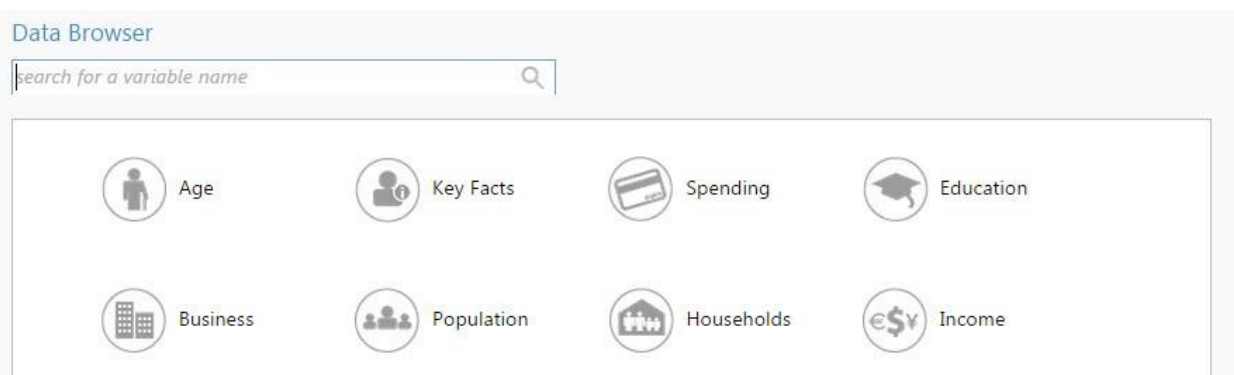 Data Browser
search for a variable name
Age Key Facts Spending Education
Business Population Households Income
€$¥